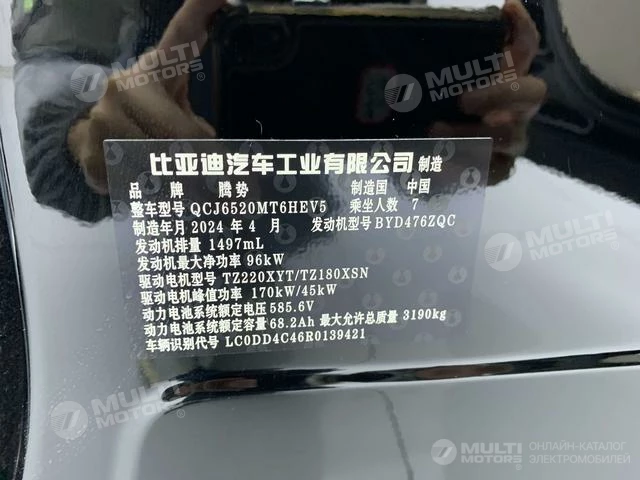 MULTI
MOTORS®
MULTI
MOTORS®
比亚迪汽车工业有限公司 制造
品 牌 腾势 制造国 中国
整车型号 QCJ6520MT6HEV5 乘坐人数 7
制造年月 2024 年 4 月 发动机型号 BYD476ZQC
发动机排量 1497mL
发动机最大净功率 96kW
驱动电机型号 TZ220XYT/TZ180XSN
驱动电机峰值功率 170kW/45kW
动力电池系统额定电压 585.6V
动力电池系统额定容量 68.2Ah 最大允许总质量 3190kg
车辆识别代号 LC0DD4C46R0139421
MULTI
MOTORS®
MULTI
MOTORS®
MULTI
MOTORS®
ОНЛАЙН-КАТАЛОГ
ЭЛЕКТРОМОБИЛЕЙ